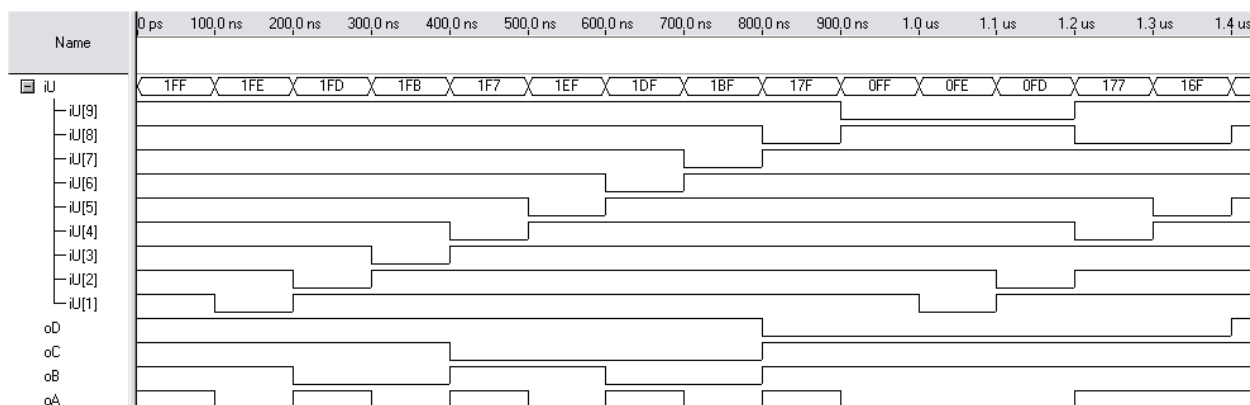 0 ps 100,0 ns 200,0 ns 300,0 ns 400,0 ns 500,0 ns 600,0 ns 700,0 ns 800,0 ns 900,0 ns 1.0 us 1.1 us 1.2 us 1.3 us 1.4 us
Name
iU 1FF 1FE 1FD 1FB 1F7 1EF 1DF 1BF 17F 0FF 0FE 0FD 177 16F
iU[9]
iU[8]
iU[7]
iU[6]
iU[5]
iU[4]
iU[3]
iU[2]
iU[1]
oD
oC
oB
oA